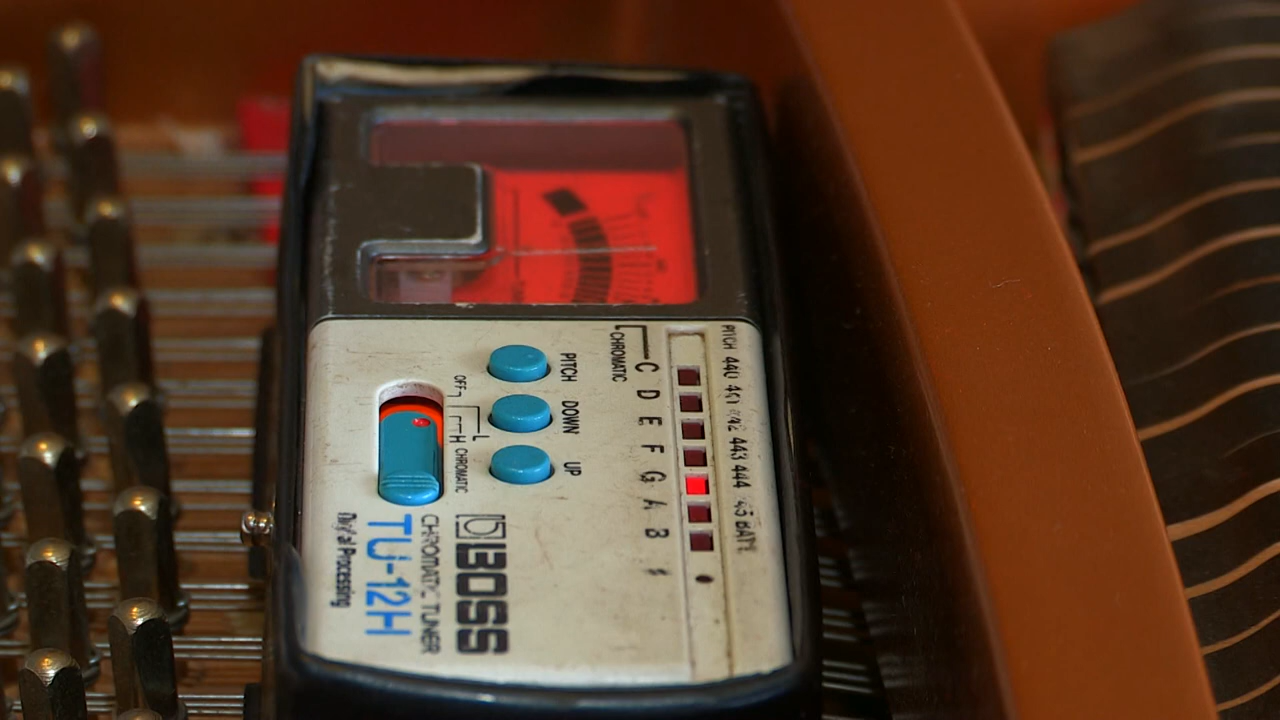 PITCH 440 441 442 443 444 445 BATT.
C D E F G A B #
CHROMATIC
PITCH DOWN UP
OFF
L
H CHROMATIC
BOSS
CHROMATIC TUNER
TU-12H
Digital Processing